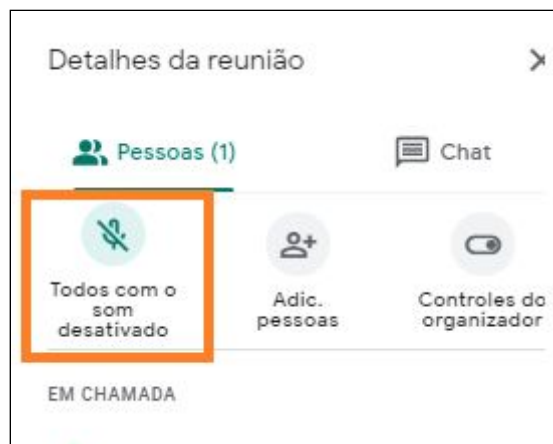 Detalhes da reunião
Pessoas (1)
Chat
Todos com o
som
desativado
Adic.
pessoas
Controles do
organizador
EM CHAMADA